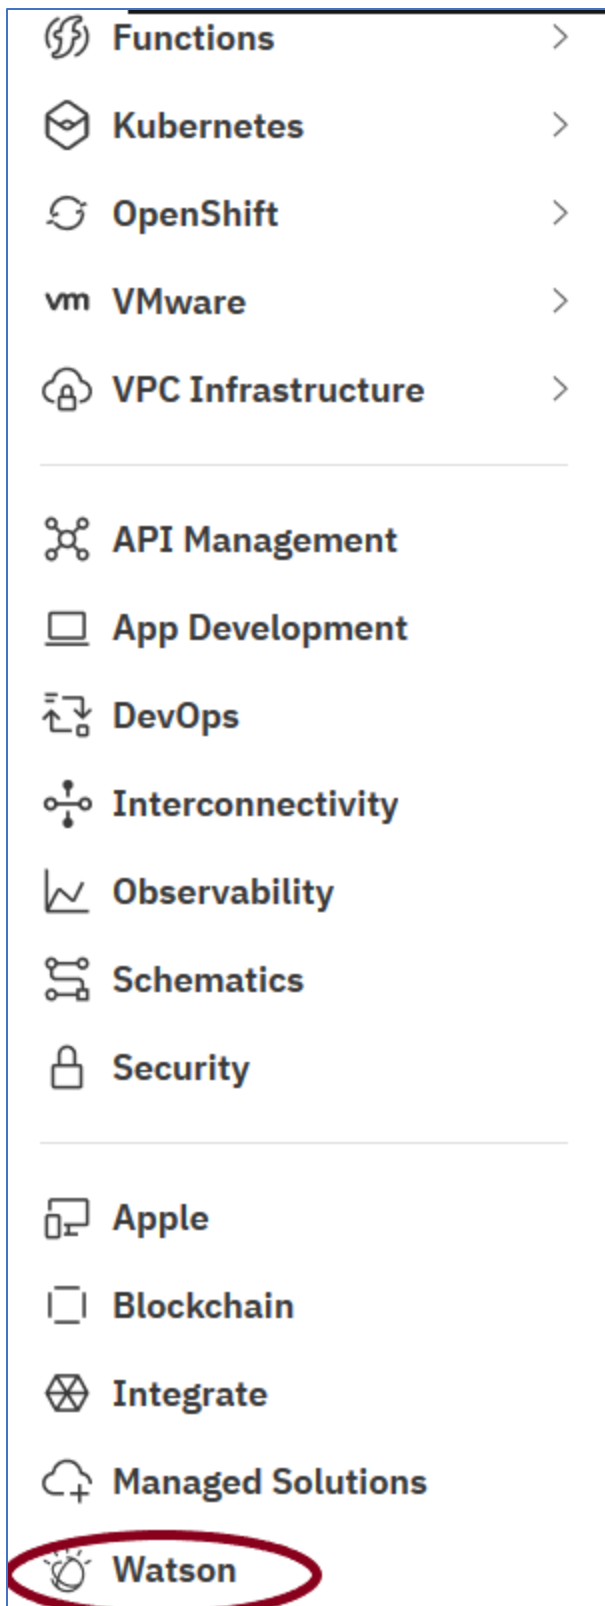 Functions
Kubernetes
OpenShift
vm VMware
VPC Infrastructure
API Management
App Development
DevOps
Interconnectivity
Observability
Schematics
Security
Apple
Blockchain
Integrate
Managed Solutions
Watson